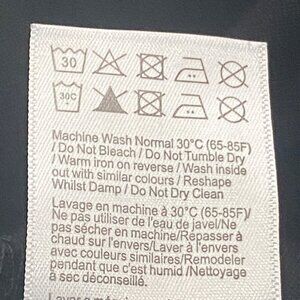 30
30C
Machine Wash Normal 30°C (65-85F)
/ Do Not Bleach / Do Not Tumble Dry
/ Warm iron on reverse / Wash inside
out with similar colours / Reshape
Whilst Damp / Do Not Dry Clean
Lavage en machine à 30°C (65-85F)/
Ne pas utiliser de l'eau de javel/Ne
pas sécher en machine/Repasser à
chaud sur l'envers/Laver à l'envers
avec couleurs similaires/Remodeler
pendant que c'est humid /Nettoyage
à sec déconseillé.